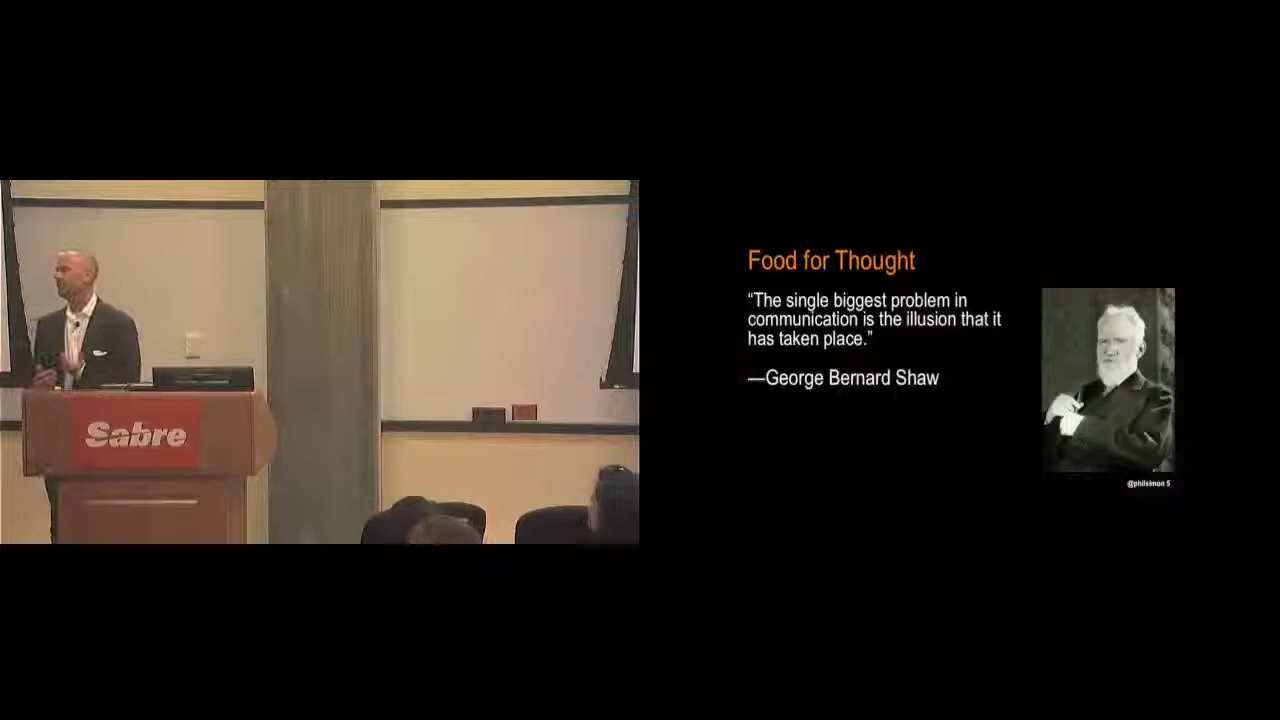 Sabre
Food for Thought
“The single biggest problem in
communication is the illusion that it
has taken place.”
—George Bernard Shaw
@philsimon 5